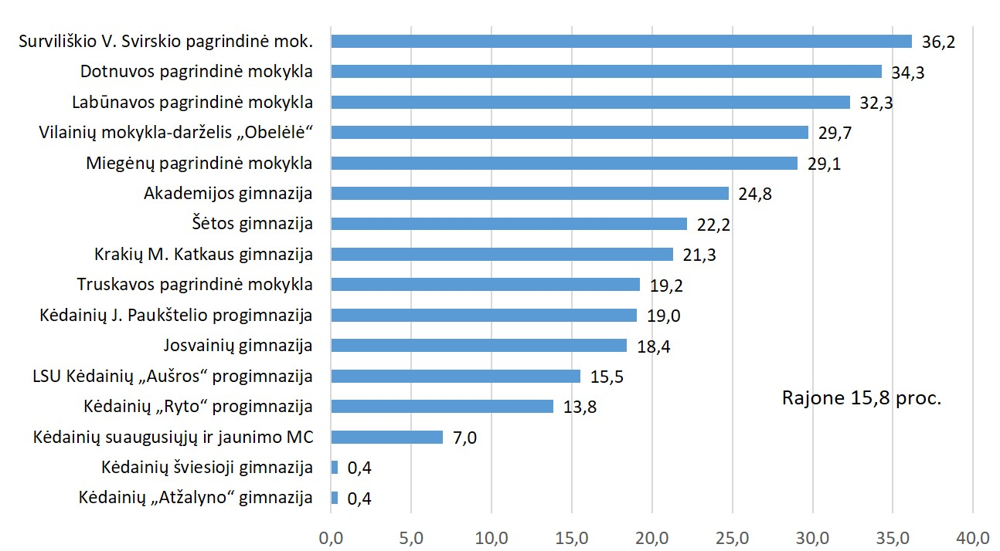 Surviliškio V. Svirskio pagrindinė mok. 36,2
Dotnuvos pagrindinė mokykla 34,3
Labūnavos pagrindinė mokykla 32,3
Vilainių mokykla-darželis „Obelėlė“ 29,7
Miegėnų pagrindinė mokykla 29,1
Akademijos gimnazija 24,8
Šėtos gimnazija 22,2
Krakių M. Katkaus gimnazija 21,3
Truskavos pagrindinė mokykla 19,2
Kėdainių J. Paukštelio progimnazija 19,0
Josvainių gimnazija 18,4
LSU Kėdainių „Aušros“ progimnazija 15,5
Rajone 15,8 proc.
Kėdainių „Ryto“ progimnazija 13,8
Kėdainių suaugusiųjų ir jaunimo MC 7,0
Kėdainių šviesioji gimnazija 0,4
Kėdainių „Atžalyno“ gimnazija 0,4
0,0 5,0 10,0 15,0 20,0 25,0 30,0 35,0 40,0